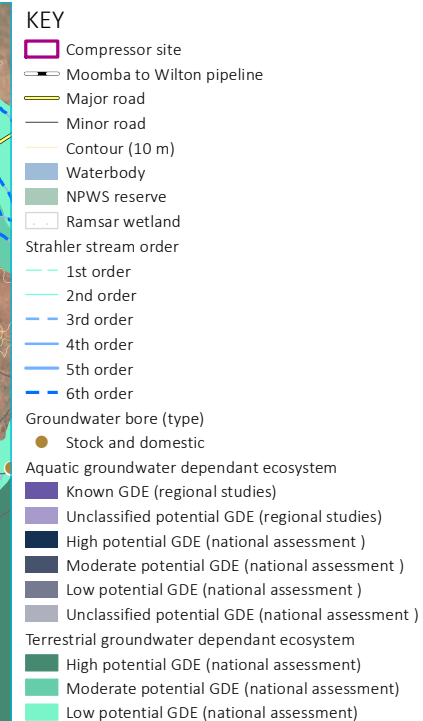 KEY
Compressor site
Moomba to Wilton pipeline
Major road
Minor road
Contour (10 m)
Waterbody
NPWS reserve
Ramsar wetland
Strahler stream order
1st order
2nd order
3rd order
4th order
5th order
6th order
Groundwater bore (type)
Stock and domestic
Aquatic groundwater dependant ecosystem
Known GDE (regional studies)
Unclassified potential GDE (regional studies)
High potential GDE (national assessment )
Moderate potential GDE (national assessment )
Low potential GDE (national assessment )
Unclassified potential GDE (national assessment )
Terrestrial groundwater dependant ecosystem
High potential GDE (national assessment)
Moderate potential GDE (national assessment)
Low potential GDE (national assessment)